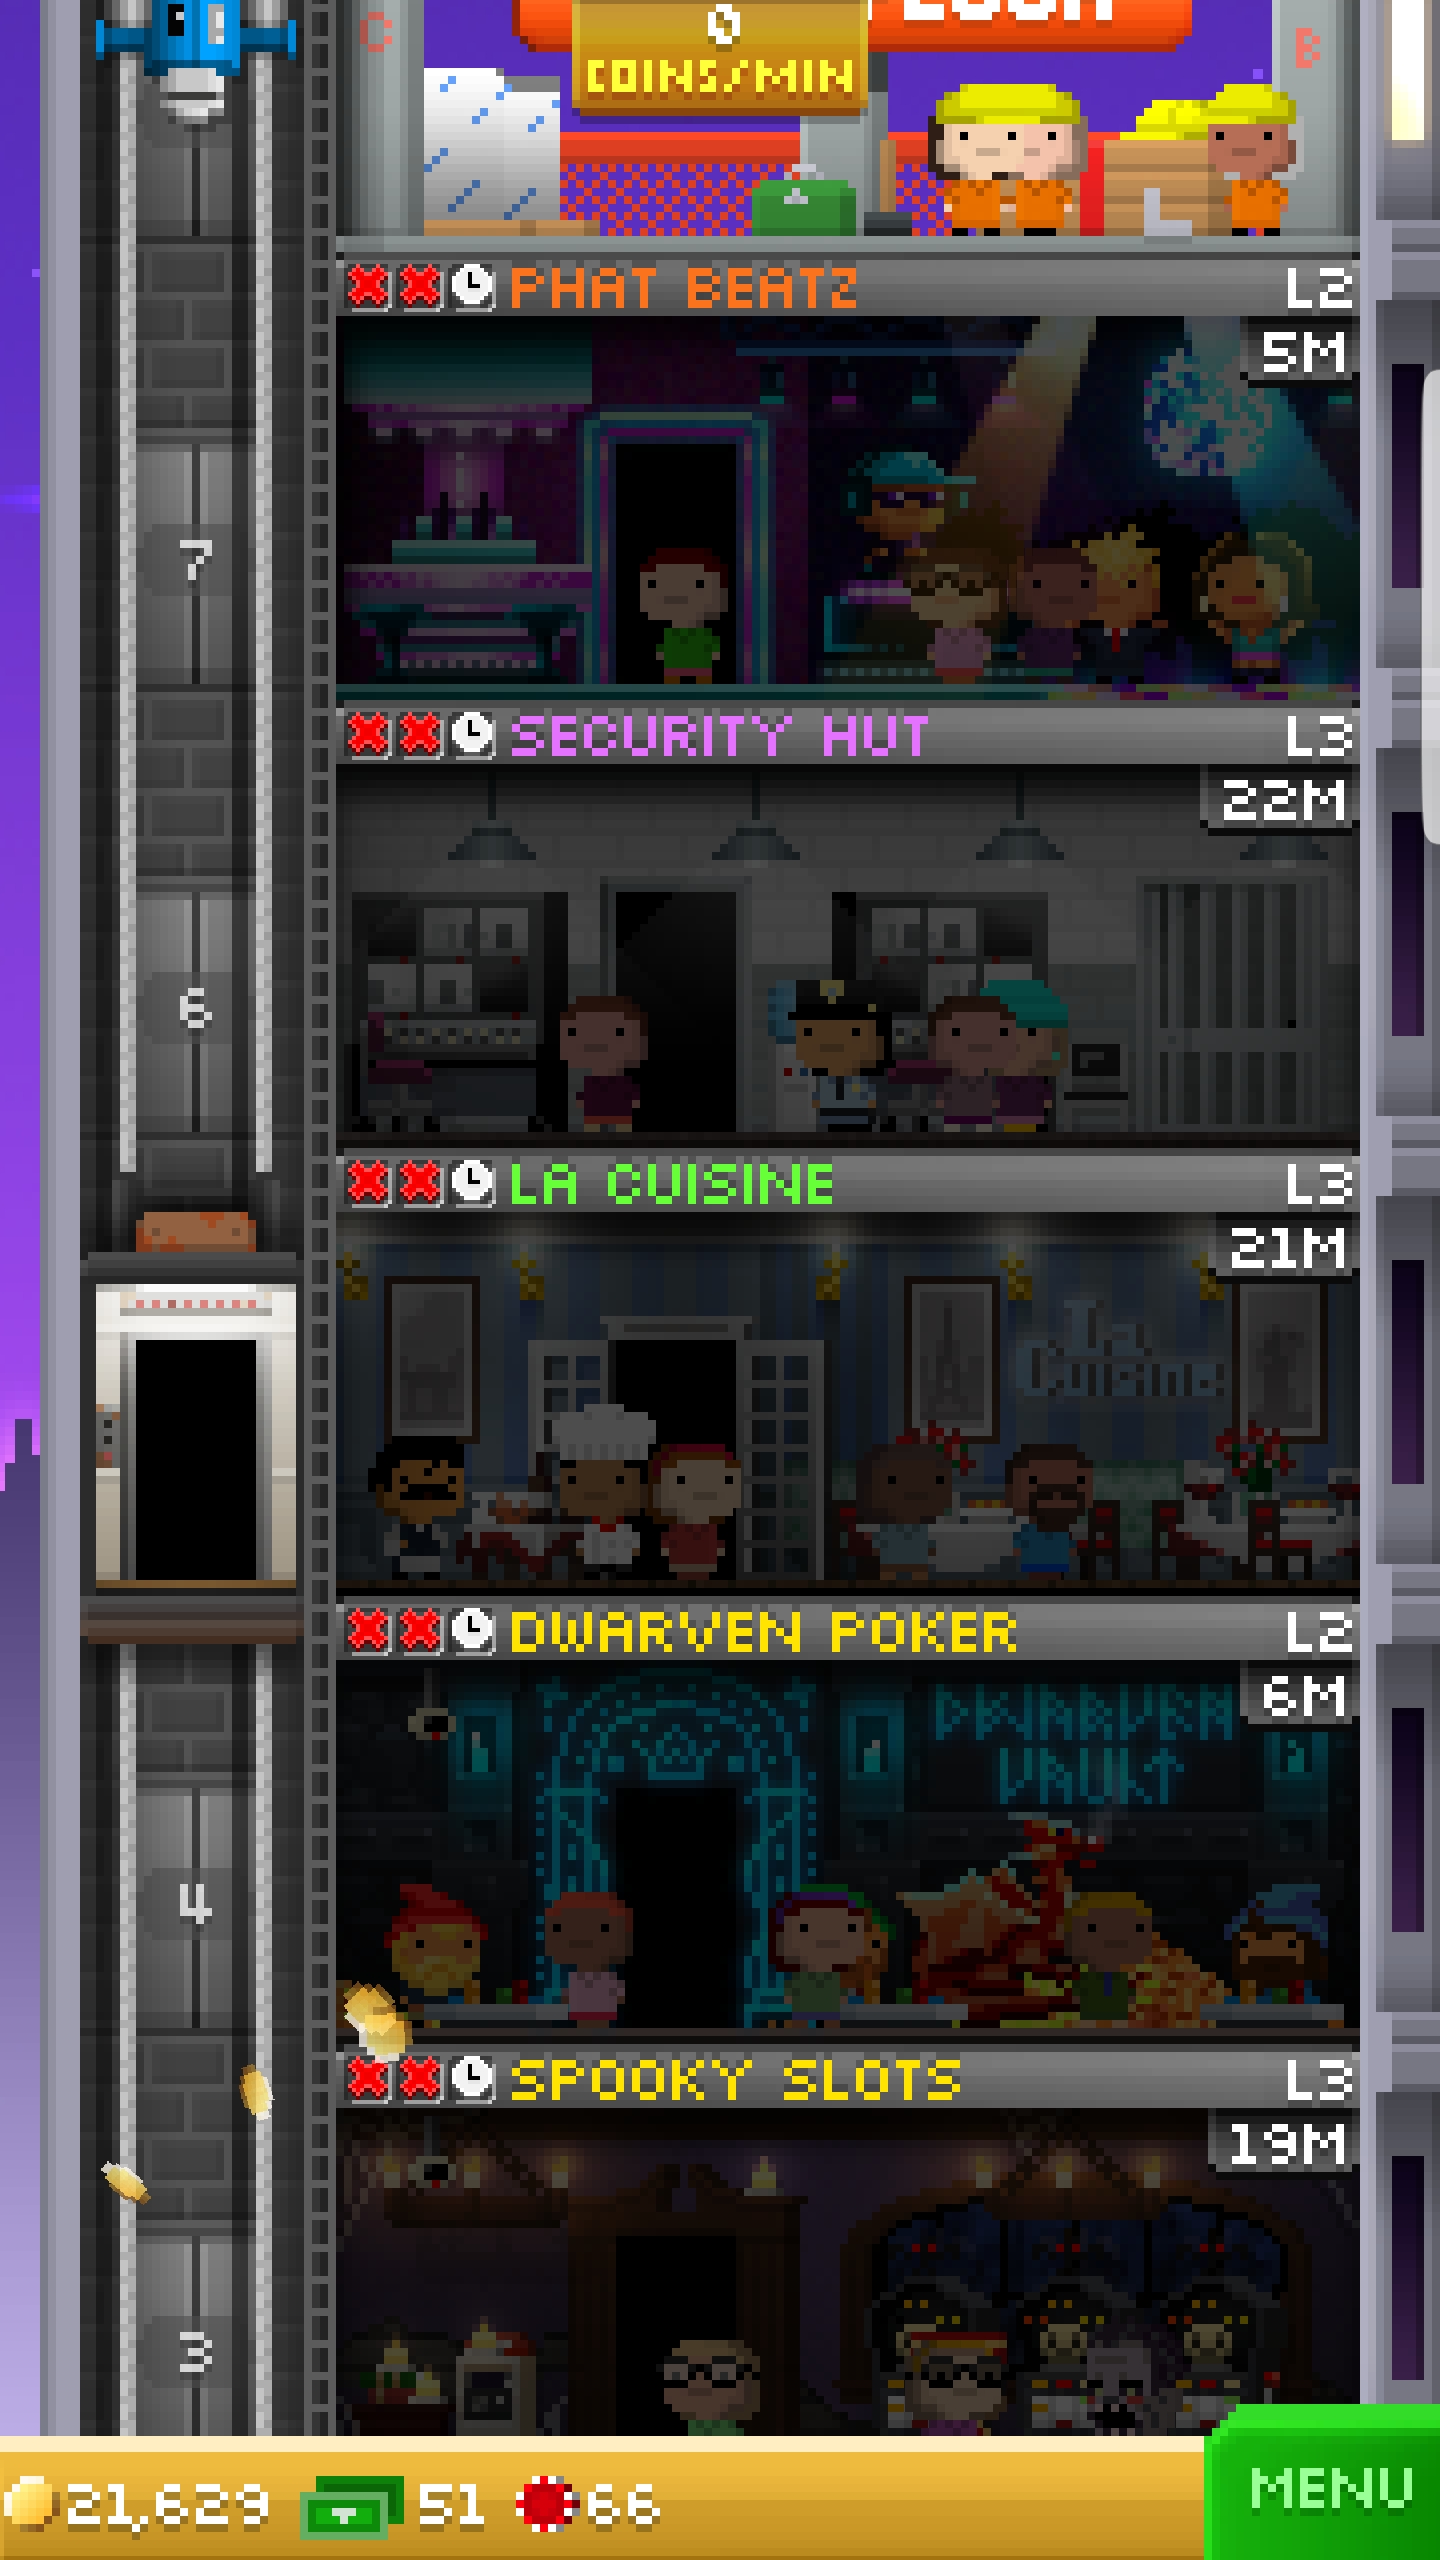 0
COINS/MIN
C
B
PHAT BEATZ L2
5M
7
SECURITY HUT L3
22M
6
LA CUISINE L3
21M
La
Cuisine
DWARVEN POKER L2
6M
DWARVEN
VAULT
4
SPOOKY SLOTS L3
19M
3
21,629 51 66
MENU